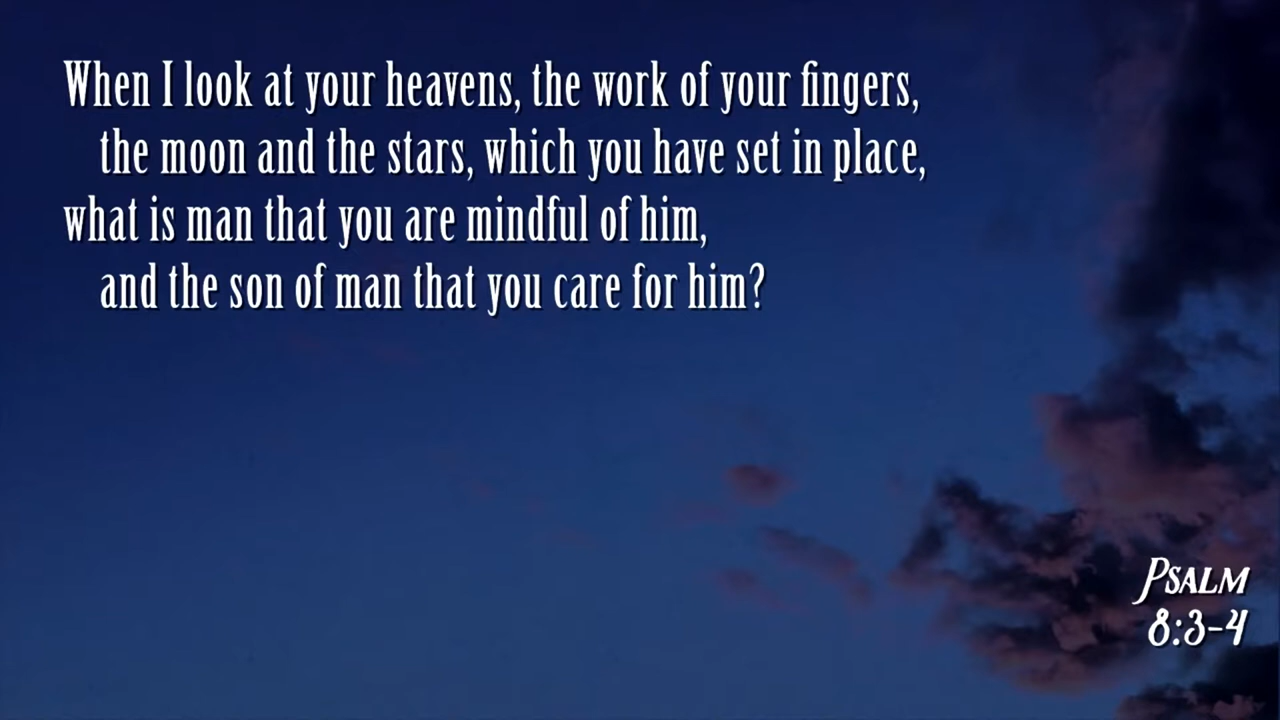 When I look at your heavens, the work of your fingers,
the moon and the stars, which you have set in place,
what is man that you are mindful of him,
and the son of man that you care for him?
Psalm
8:3-4